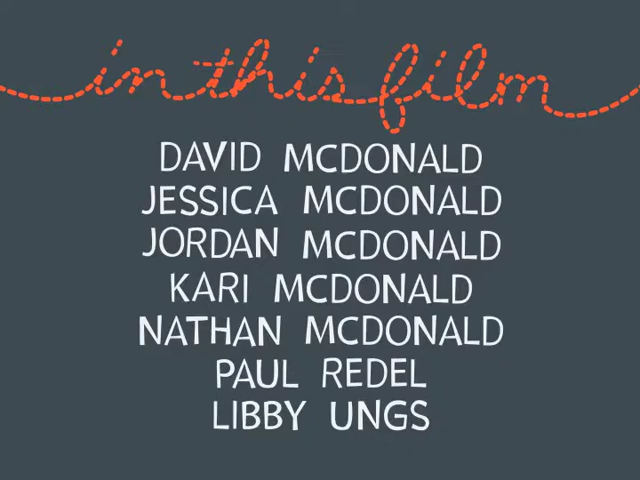 in this film
DAVID MCDONALD
JESSICA MCDONALD
JORDAN MCDONALD
KARI MCDONALD
NATHAN MCDONALD
PAUL REDEL
LIBBY UNGS